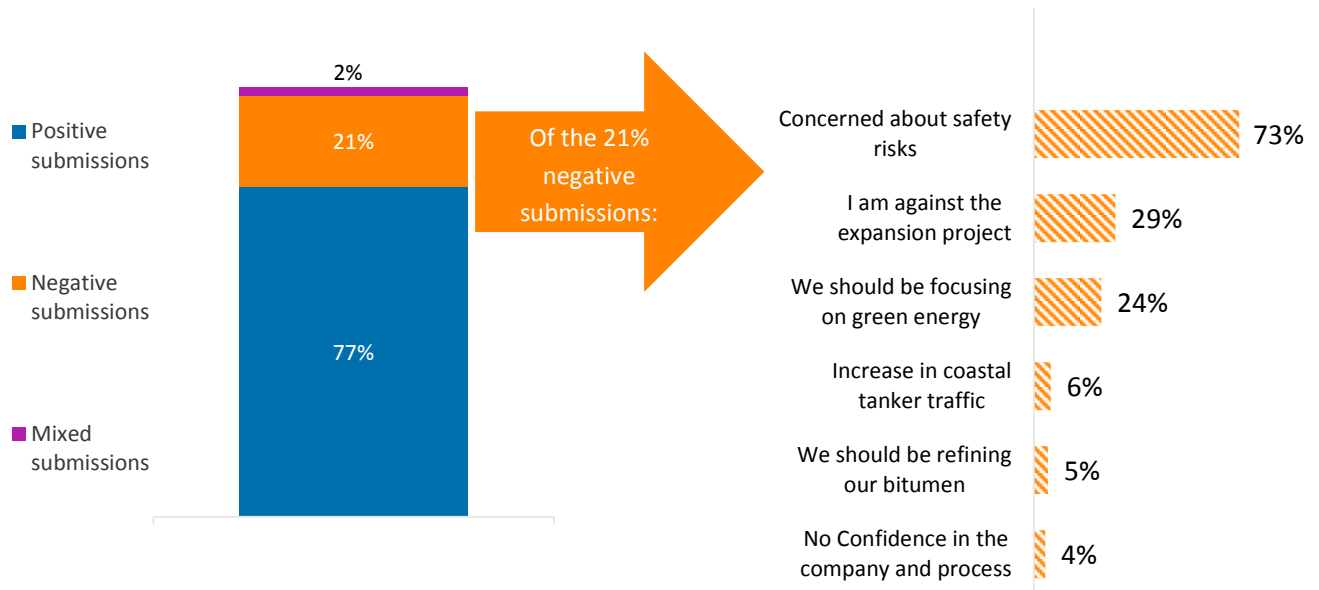 Positive
submissions
Negative
submissions
Mixed
submissions
2%
21%
77%
Of the 21%
negative
submissions:
Concerned about safety
risks
73%
I am against the
expansion project
29%
We should be focusing
on green energy
24%
Increase in coastal
tanker traffic
6%
We should be refining
our bitumen
5%
No Confidence in the
company and process
4%